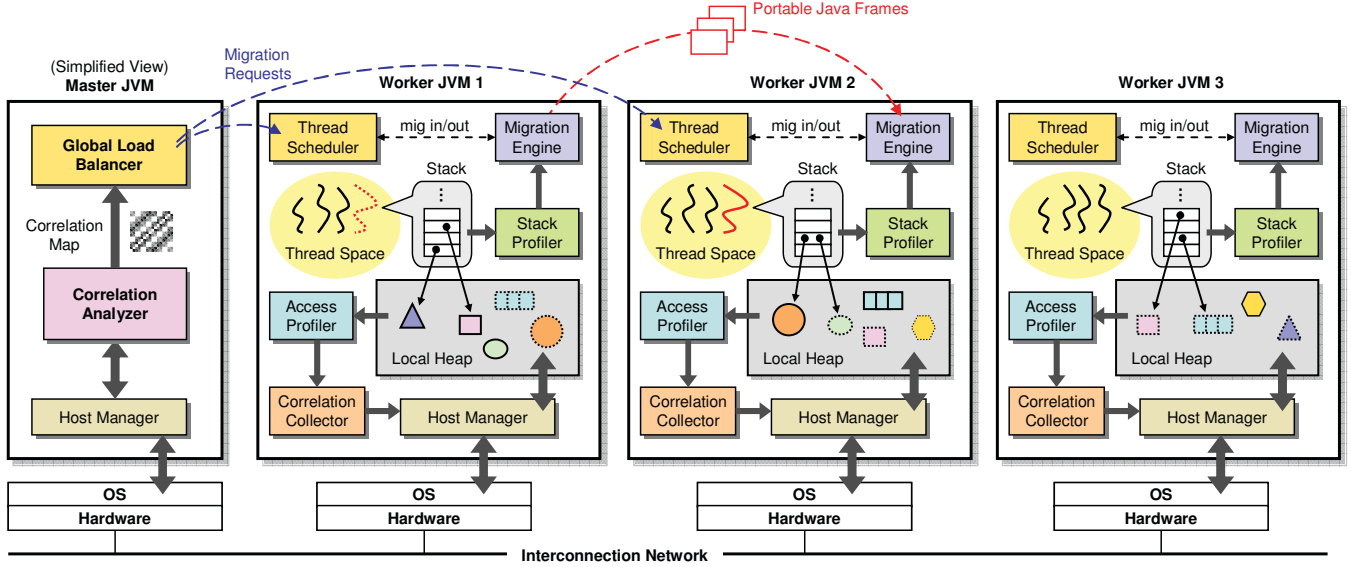 Portable Java Frames
Migration
Requests
(Simplified View)
Master JVM
Global Load
Balancer
Correlation
Map
Correlation
Analyzer
Host Manager
OS
Hardware
Worker JVM 1
Thread
Scheduler
mig in/out
Migration
Engine
Stack
Thread Space
Stack
Profiler
Access
Profiler
Local Heap
Correlation
Collector
Host Manager
OS
Hardware
Worker JVM 2
Thread
Scheduler
mig in/out
Migration
Engine
Stack
Thread Space
Stack
Profiler
Access
Profiler
Local Heap
Correlation
Collector
Host Manager
OS
Hardware
Worker JVM 3
Thread
Scheduler
mig in/out
Migration
Engine
Stack
Thread Space
Stack
Profiler
Access
Profiler
Local Heap
Correlation
Collector
Host Manager
OS
Hardware
Interconnection Network